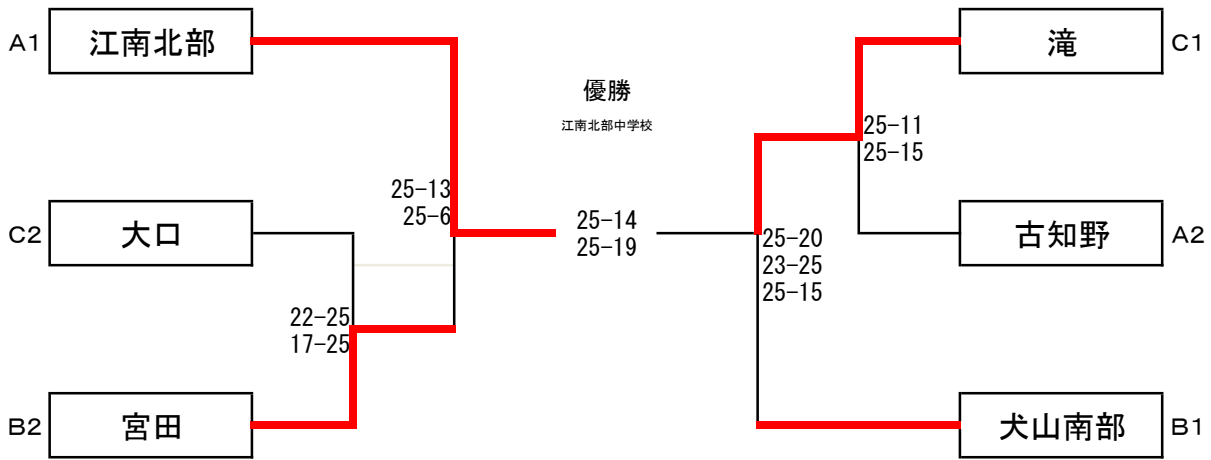 A1
江南北部
滝
C1
優勝
江南北部中学校
25-11
25-15
25-13
25-6
C2
大口
25-14
25-19
25-20
23-25
25-15
古知野
A2
22-25
17-25
B2
宮田
犬山南部
B1